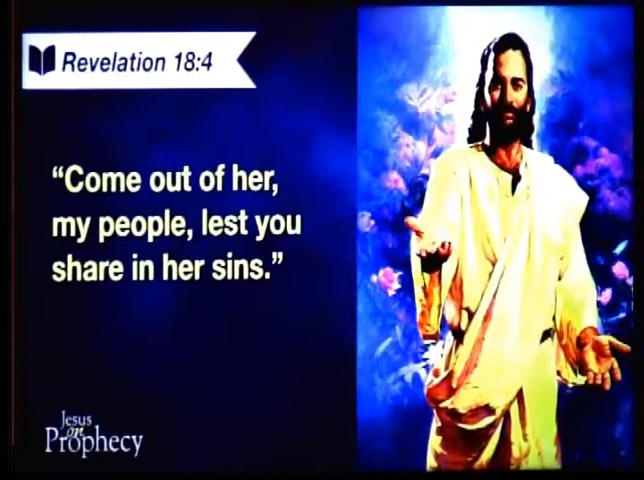 Revelation 18:4
“Come out of her,
my people, lest you
share in her sins.”
Jesus
on
Prophecy